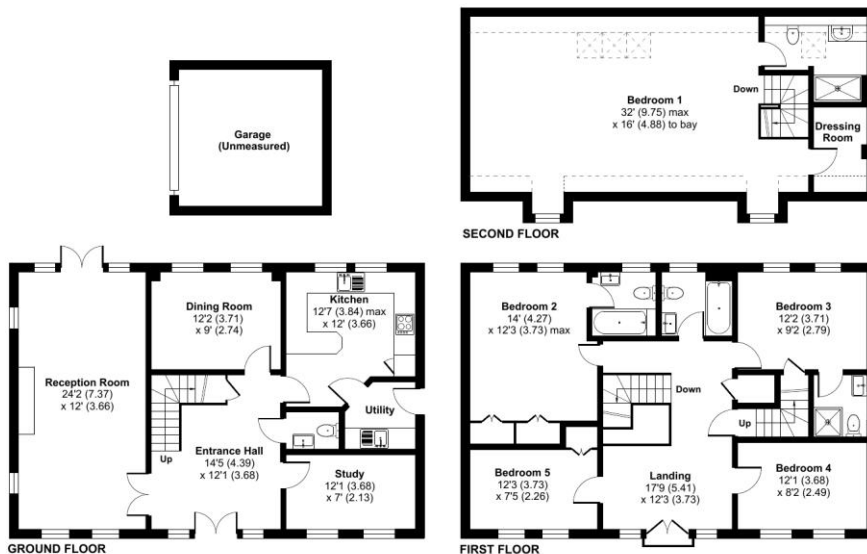 Garage
(Unmeasured)
Bedroom 1
32' (9.75) max
x 16' (4.88) to bay
Down
Dressing
Room
SECOND FLOOR
Reception Room
24'2 (7.37)
x 12' (3.66)
Dining Room
12'2 (3.71)
x 9' (2.74)
Kitchen
12'7 (3.84) max
x 12' (3.66)
Utility
Up
Entrance Hall
14'5 (4.39)
x 12'1 (3.68)
Study
12'1 (3.68)
x 7' (2.13)
GROUND FLOOR
Bedroom 2
14' (4.27)
x 12'3 (3.73) max
Bedroom 3
12'2 (3.71)
x 9'2 (2.79)
Down
Up
Bedroom 5
12'3 (3.73)
x 7'5 (2.26)
Landing
17'9 (5.41)
x 12'3 (3.73)
Bedroom 4
12'1 (3.68)
x 8'2 (2.49)
FIRST FLOOR